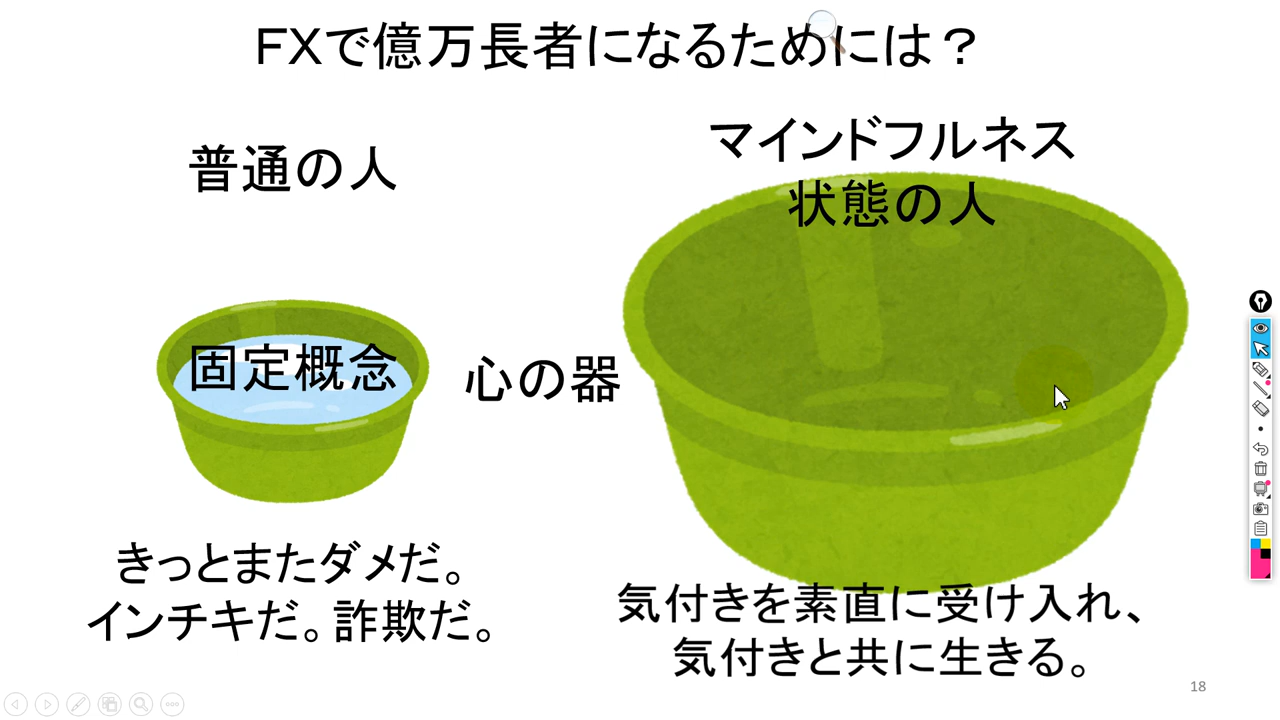 FXで億万長者になるためには？
普通の人
マインドフルネス
状態の人
固定概念
心の器
きっとまたダメだ。
インチキだ。詐欺だ。
気付きを素直に受け入れ、
気付きと共に生きる。
18